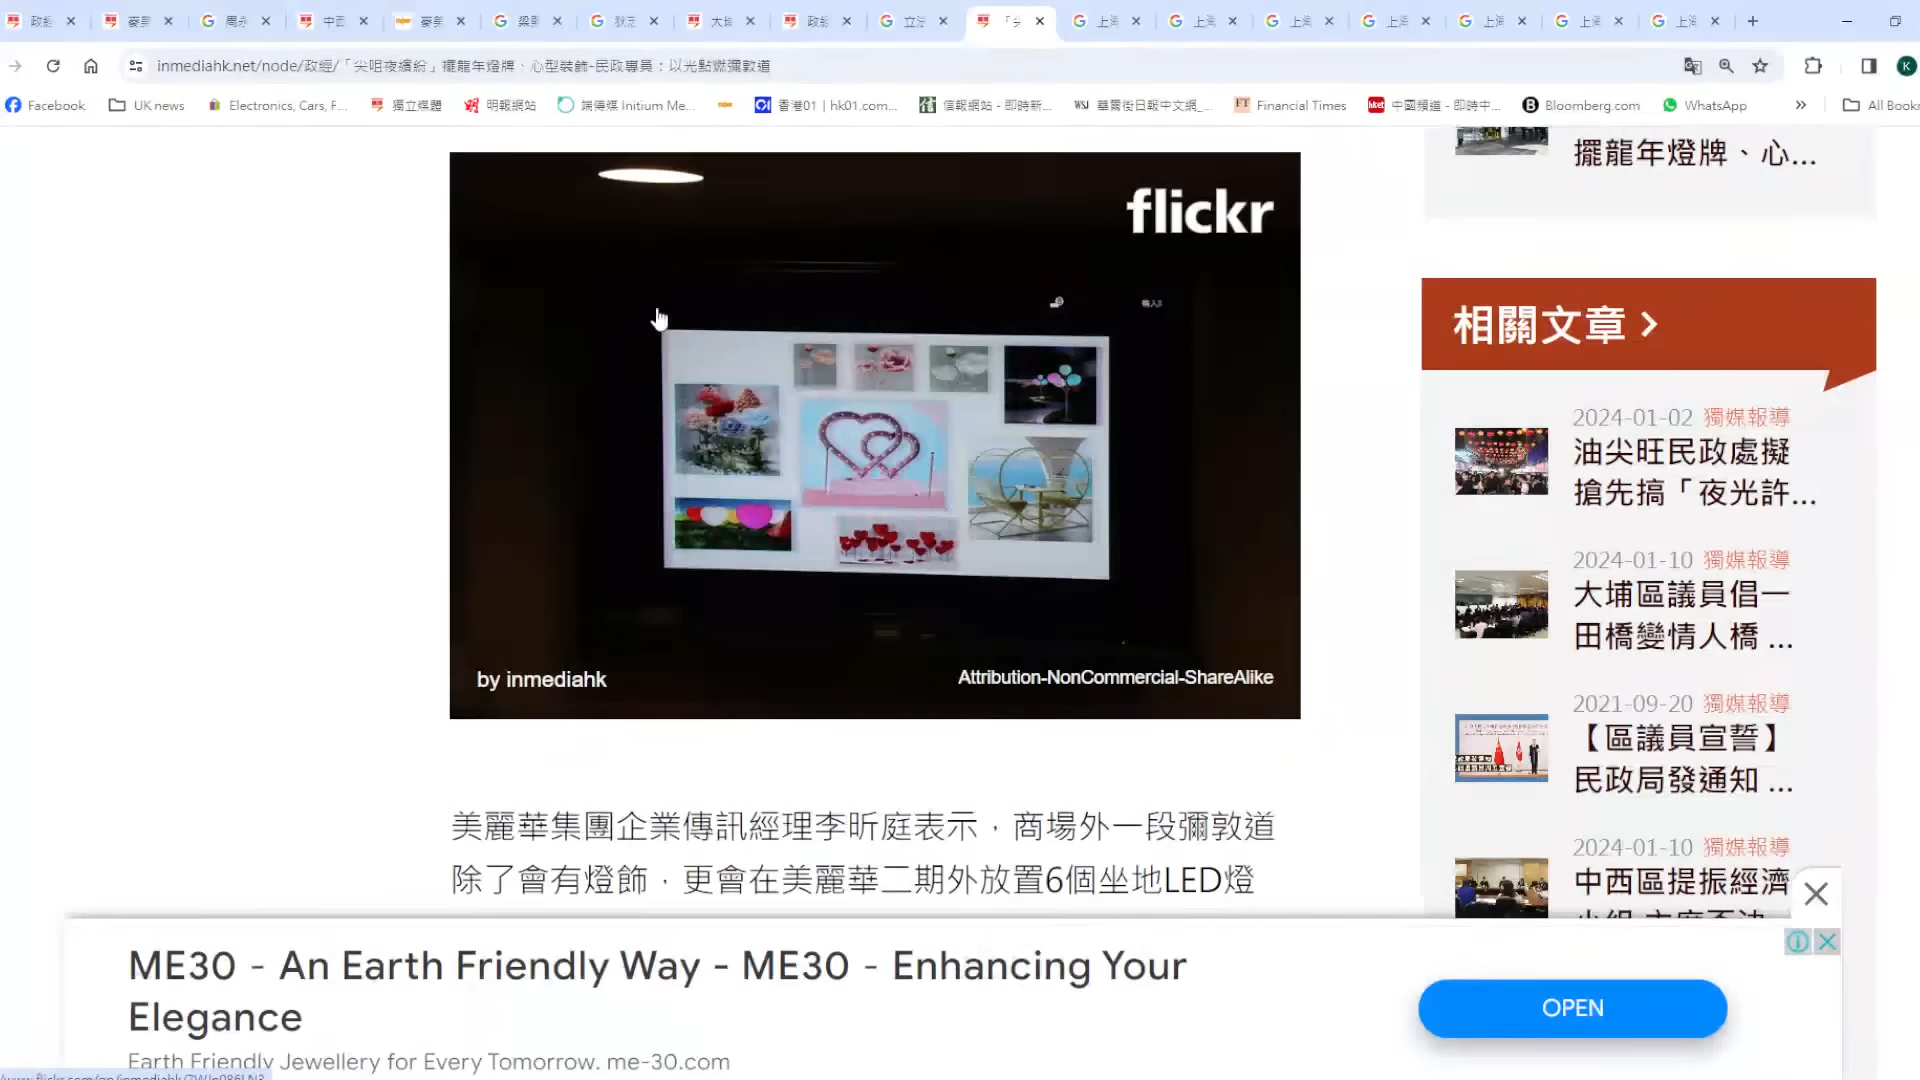 inmediahk.net/node/政經/「尖咀夜繽紛」擺龍年燈牌、心型裝飾-民政專員：以光點燃彌敦道
K
Facebook
UK news
Electronics, Cars, F...
獨立媒體
明報網站
端傳媒 Initium Me...
香港01 | hk01.com...
信報網站 - 即時新...
WSJ
華爾街日報中文網_...
FT
Financial Times
hket
中國頻道 - 即時中...
Bloomberg.com
WhatsApp
»
All Bookr
擺龍年燈牌、心...
flickr
by inmediahk
Attribution-NonCommercial-ShareAlike
美麗華集團企業傳訊經理李昕庭表示，商場外一段彌敦道
除了會有燈飾，更會在美麗華二期外放置6個坐地LED燈
相關文章
2024-01-02 獨媒報導
油尖旺民政處擬
搶先搞「夜光許...
2024-01-10 獨媒報導
大埔區議員倡一
田橋變情人橋 ...
2021-09-20 獨媒報導
【區議員宣誓】
民政局發通知 ...
2024-01-10 獨媒報導
中西區提振經濟
ME30 - An Earth Friendly Way - ME30 - Enhancing Your
Elegance
Earth Friendly Jewellery for Every Tomorrow. me-30.com
OPEN